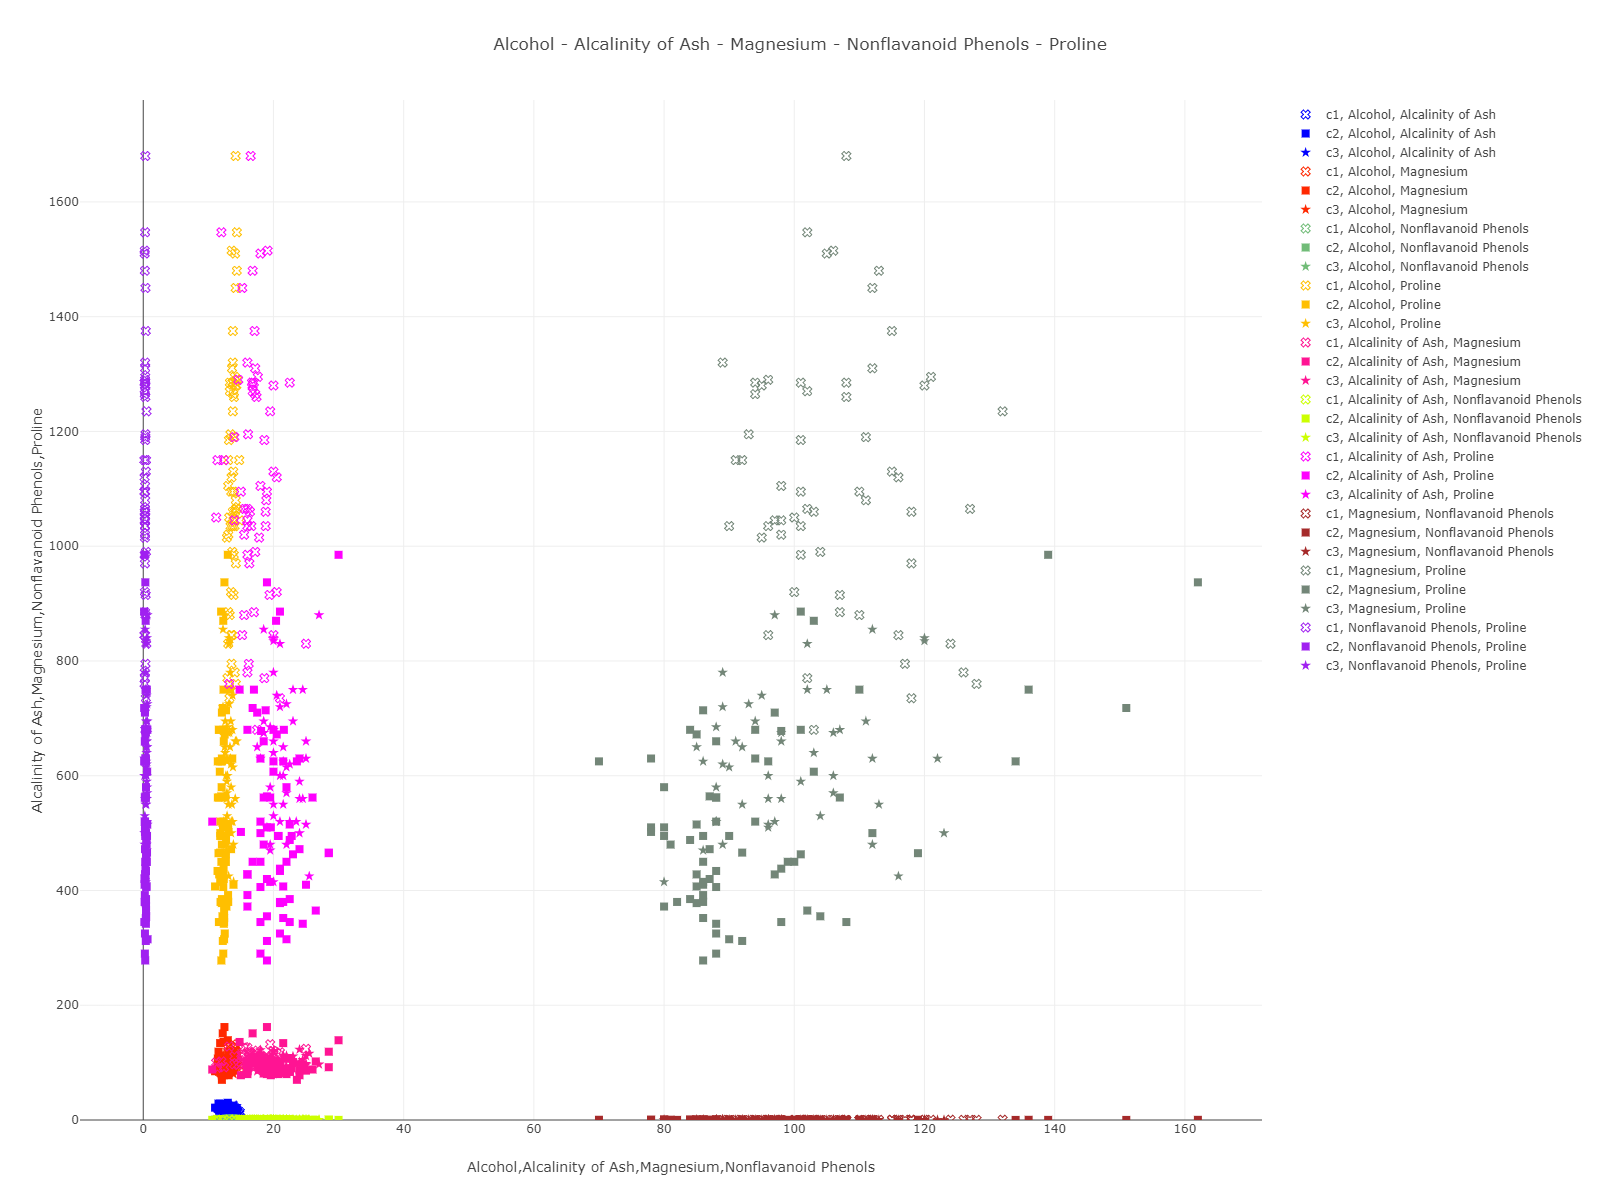 Alcohol - Alcalinity of Ash - Magnesium - Nonflavanoid Phenols - Proline
c1, Alcohol, Alcalinity of Ash
c2, Alcohol, Alcalinity of Ash
c3, Alcohol, Alcalinity of Ash
c1, Alcohol, Magnesium
c2, Alcohol, Magnesium
c3, Alcohol, Magnesium
c1, Alcohol, Nonflavanoid Phenols
c2, Alcohol, Nonflavanoid Phenols
c3, Alcohol, Nonflavanoid Phenols
c1, Alcohol, Proline
c2, Alcohol, Proline
c3, Alcohol, Proline
c1, Alcalinity of Ash, Magnesium
c2, Alcalinity of Ash, Magnesium
c3, Alcalinity of Ash, Magnesium
c1, Alcalinity of Ash, Nonflavanoid Phenols
c2, Alcalinity of Ash, Nonflavanoid Phenols
c3, Alcalinity of Ash, Nonflavanoid Phenols
c1, Alcalinity of Ash, Proline
c2, Alcalinity of Ash, Proline
c3, Alcalinity of Ash, Proline
c1, Magnesium, Nonflavanoid Phenols
c2, Magnesium, Nonflavanoid Phenols
c3, Magnesium, Nonflavanoid Phenols
c1, Magnesium, Proline
c2, Magnesium, Proline
c3, Magnesium, Proline
c1, Nonflavanoid Phenols, Proline
c2, Nonflavanoid Phenols, Proline
c3, Nonflavanoid Phenols, Proline
Alcalinity of Ash,Magnesium,Nonflavanoid Phenols,Proline
1600
1400
1200
1000
800
600
400
200
0
0 20 40 60 80 100 120 140 160
Alcohol,Alcalinity of Ash,Magnesium,Nonflavanoid Phenols